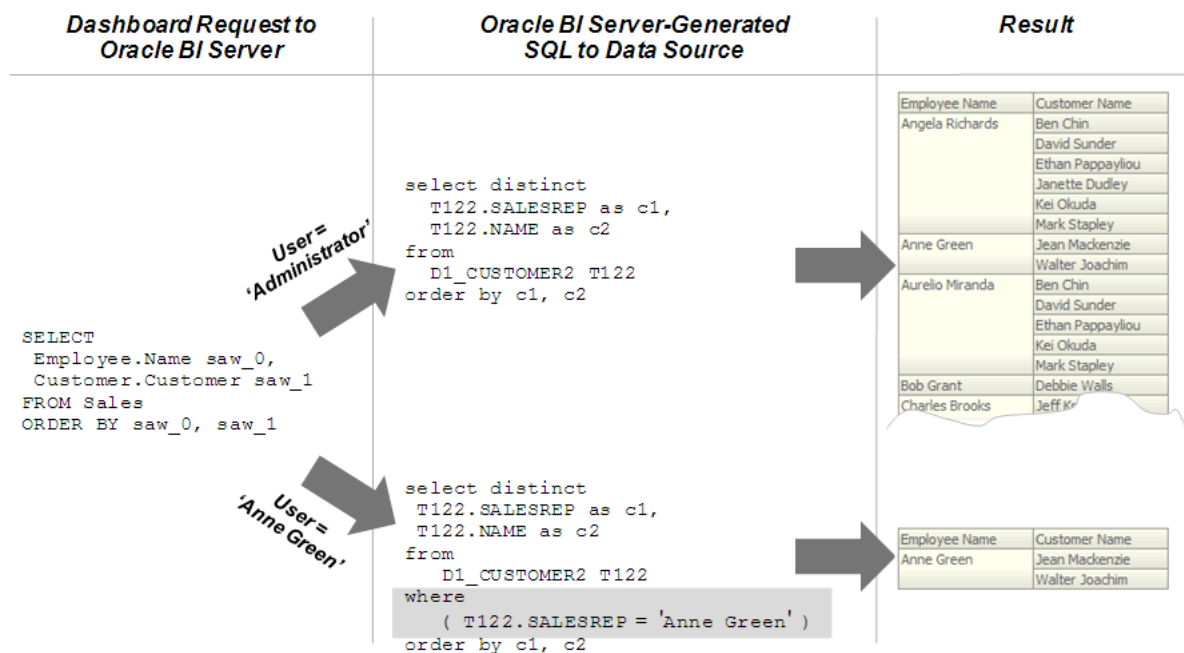 Dashboard Request to
Oracle BI Server
Oracle BI Server-Generated
SQL to Data Source
Result
SELECT
Employee.Name saw_0,
Customer.Customer saw_1
FROM Sales
ORDER BY saw_0, saw_1
User =
‘Administrator’
select distinct
T122.SALESREP as c1,
T122.NAME as c2
from
D1_CUSTOMER2 T122
order by c1, c2
Employee Name Customer Name
Angela Richards Ben Chin
David Sunder
Ethan Pappayliou
Janette Dudley
Kei Okuda
Mark Stapley
Anne Green Jean Mackenzie
Walter Joachim
Aurelio Miranda Ben Chin
David Sunder
Ethan Pappayliou
Kei Okuda
Mark Stapley
Bob Grant Debbie Walls
Charles Brooks Jeff
User =
‘Anne Green’
select distinct
T122.SALESREP as c1,
T122.NAME as c2
from
D1_CUSTOMER2 T122
where
( T122.SALESREP = 'Anne Green' )
order by c1, c2
Employee Name Customer Name
Anne Green Jean Mackenzie
Walter Joachim